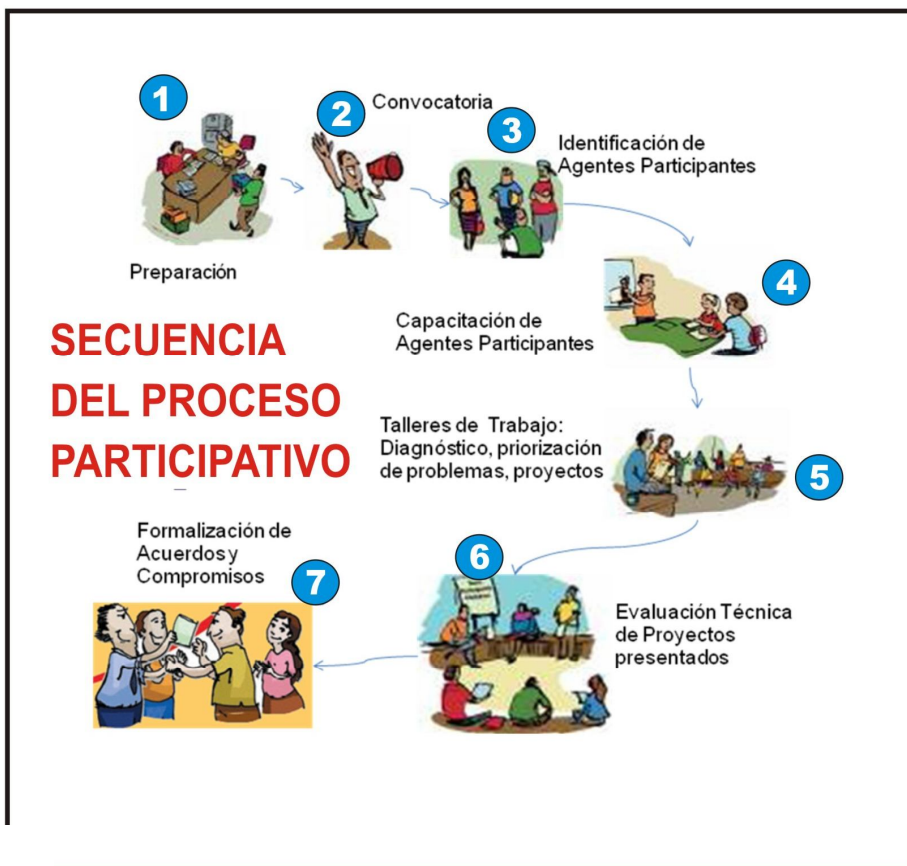 1
Preparación
2
Convocatoria
3
Identificación de
Agentes Participantes
4
Capacitación de
Agentes Participantes
SECUENCIA
DEL PROCESO
PARTICIPATIVO
Talleres de Trabajo:
Diagnóstico, priorización
de problemas, proyectos
5
6
Evaluación Técnica
de Proyectos
presentados
Formalización de
Acuerdos y
Compromisos
7